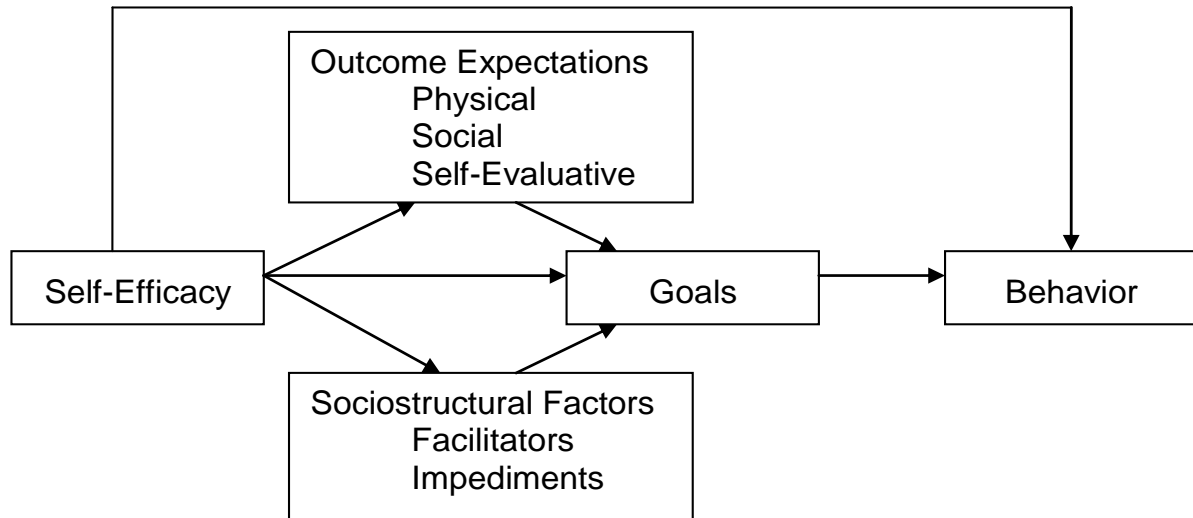 Outcome Expectations
Physical
Social
Self-Evaluative
Self-Efficacy
Goals
Behavior
Sociostructural Factors
Facilitators
Impediments